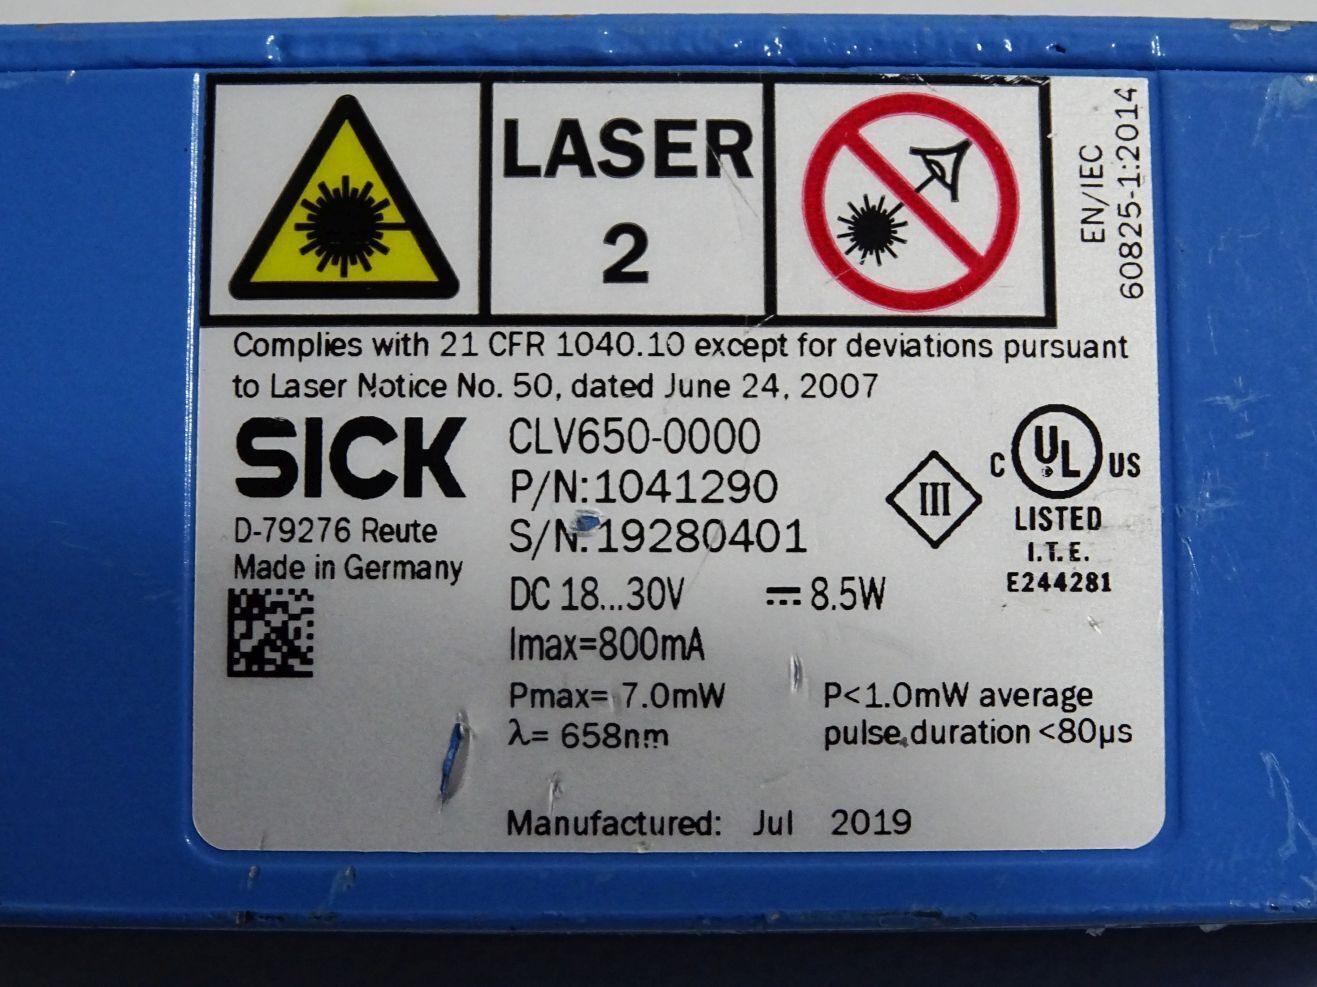 LASER
2
EN/IEC
60825-1:2014
Complies with 21 CFR 1040.10 except for deviations pursuant
to Laser Notice No. 50, dated June 24, 2007
SICK
D-79276 Reute
Made in Germany
CLV650-0000
P/N:1041290
S/N:19280401
DC 18...30V ⎓ 8.5W
Imax=800mA
Pmax= 7.0mW
λ= 658nm
P<1.0mW average
pulse duration <80µs
Manufactured: Jul 2019
III
C UL US
LISTED
I.T.E.
E244281